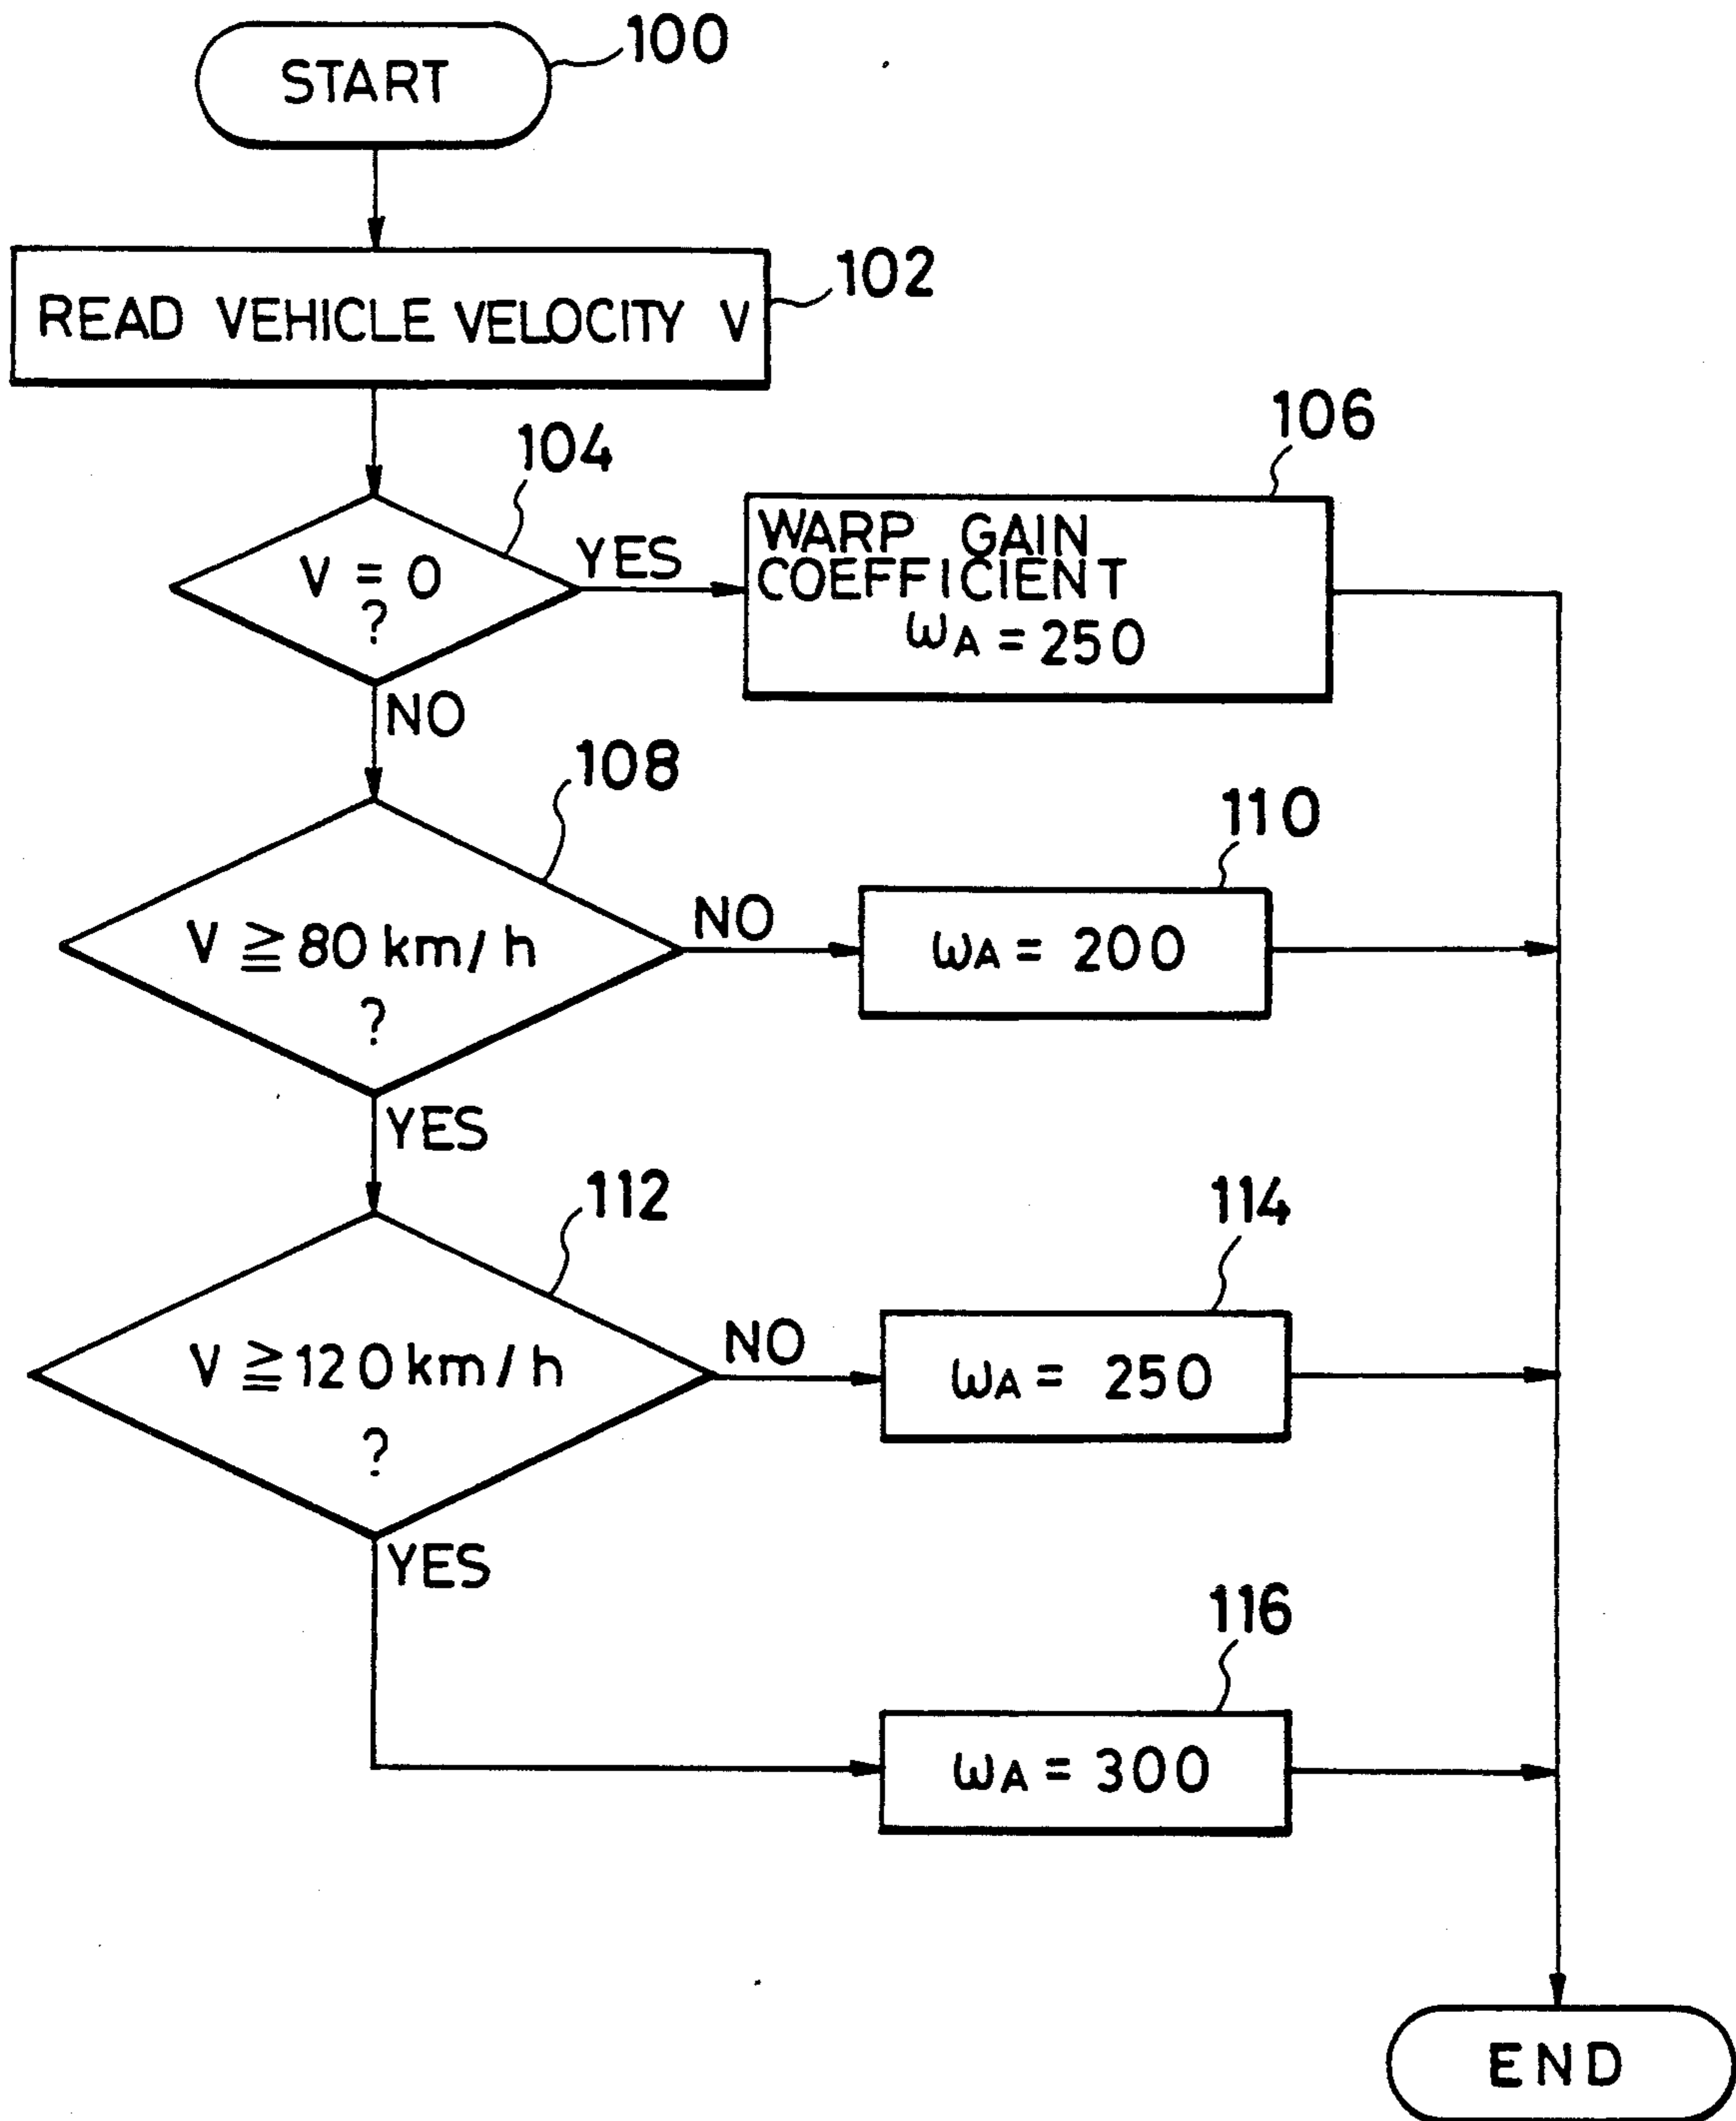 START
100
READ VEHICLE VELOCITY V
102
104
V = 0
?
YES
NO
106
WARP GAIN
COEFFICIENT
ωA = 250
108
V ≧ 80 km/h
?
NO
YES
110
ωA = 200
112
V ≧ 120 km/h
?
NO
YES
114
ωA = 250
116
ωA = 300
END